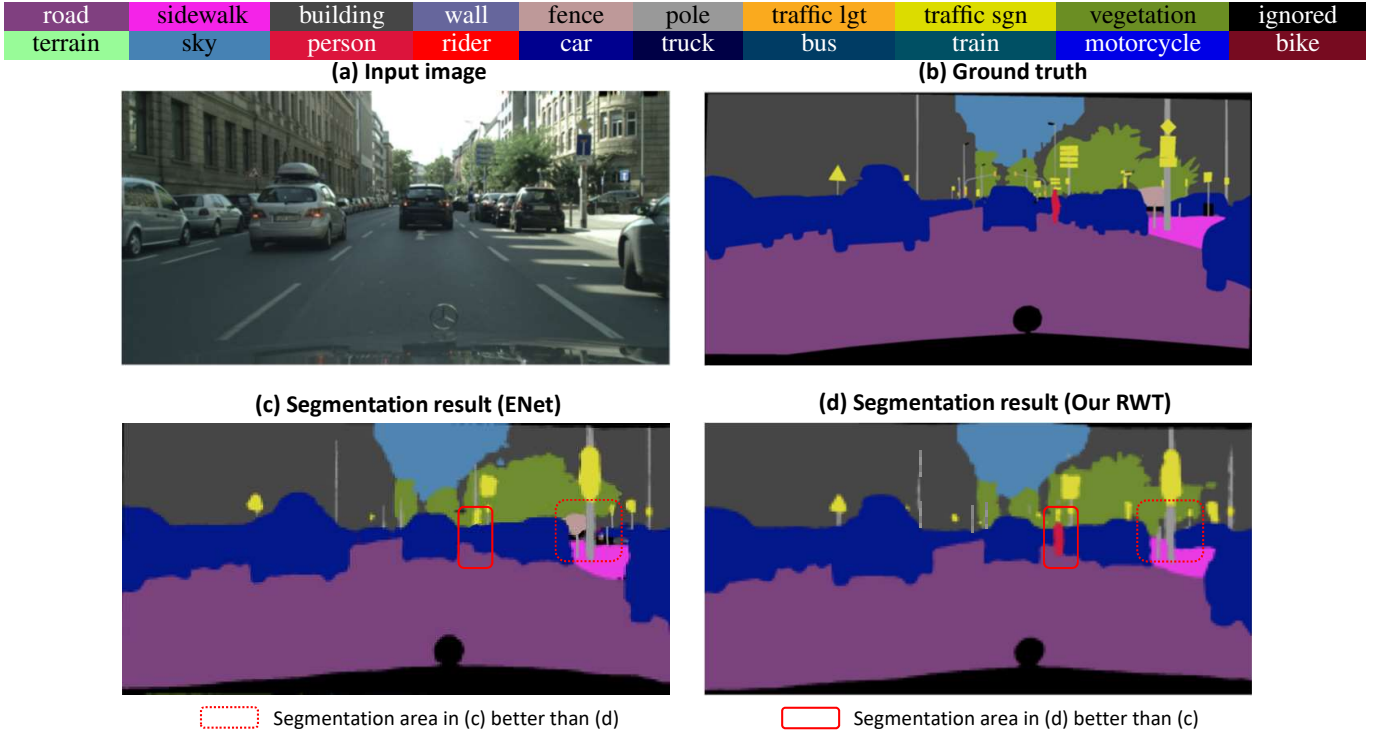 road sidewalk building wall fence pole traffic lgt traffic sgn vegetation ignored
terrain sky person rider car truck bus train motorcycle bike
(a) Input image (b) Ground truth
(c) Segmentation result (ENet) (d) Segmentation result (Our RWT)
Segmentation area in (c) better than (d) Segmentation area in (d) better than (c)